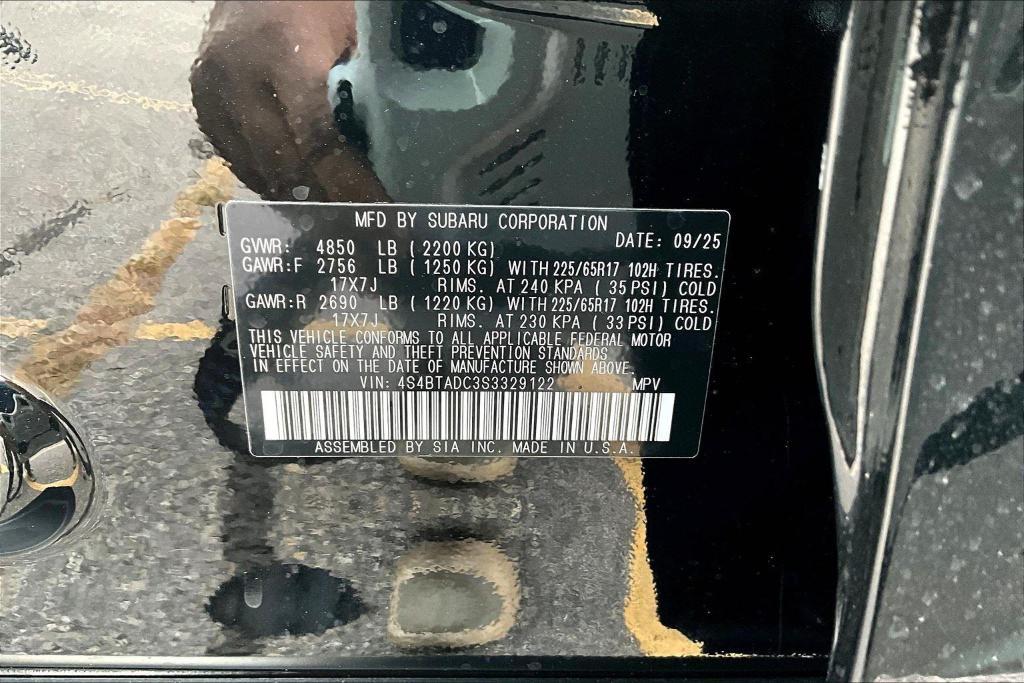 MFD BY SUBARU CORPORATION
GVWR: 4850 LB (2200 KG) DATE: 09/25
GAWR:F 2756 LB (1250 KG) WITH 225/65R17 102H TIRES.
17X7J RIMS. AT 240 KPA (35 PSI) COLD
GAWR:R 2690 LB (1220 KG) WITH 225/65R17 102H TIRES.
17X7J RIMS. AT 230 KPA (33 PSI) COLD
THIS VEHICLE CONFORMS TO ALL APPLICABLE FEDERAL MOTOR
VEHICLE SAFETY AND THEFT PREVENTION STANDARDS
IN EFFECT ON THE DATE OF MANUFACTURE SHOWN ABOVE.
VIN: 4S4BTADC3S3329122 MPV
ASSEMBLED BY SIA INC. MADE IN U.S.A.